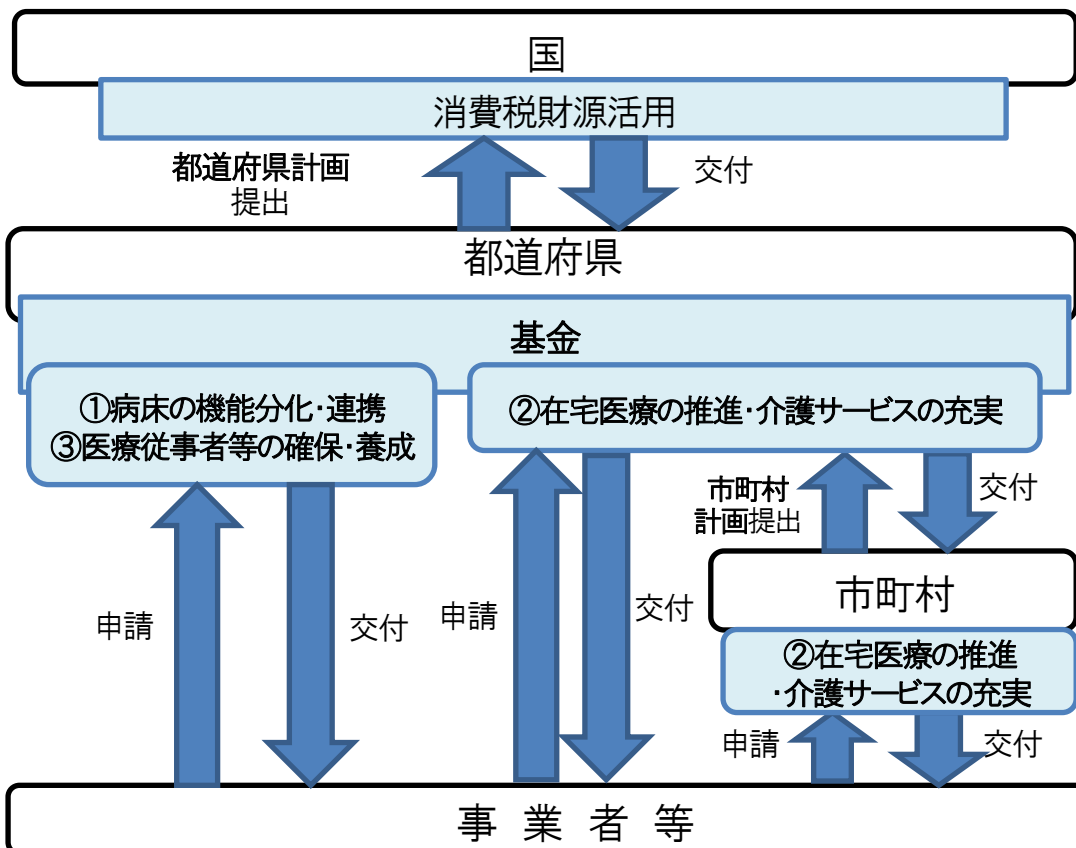 国
消費税財源活用
都道府県計画
提出
交付
都道府県
基金
①病床の機能分化・連携
③医療従事者等の確保・養成
②在宅医療の推進・介護サービスの充実
市町村
計画提出
交付
市町村
②在宅医療の推進
・介護サービスの充実
申請
交付
申請
交付
申請
交付
事業者等